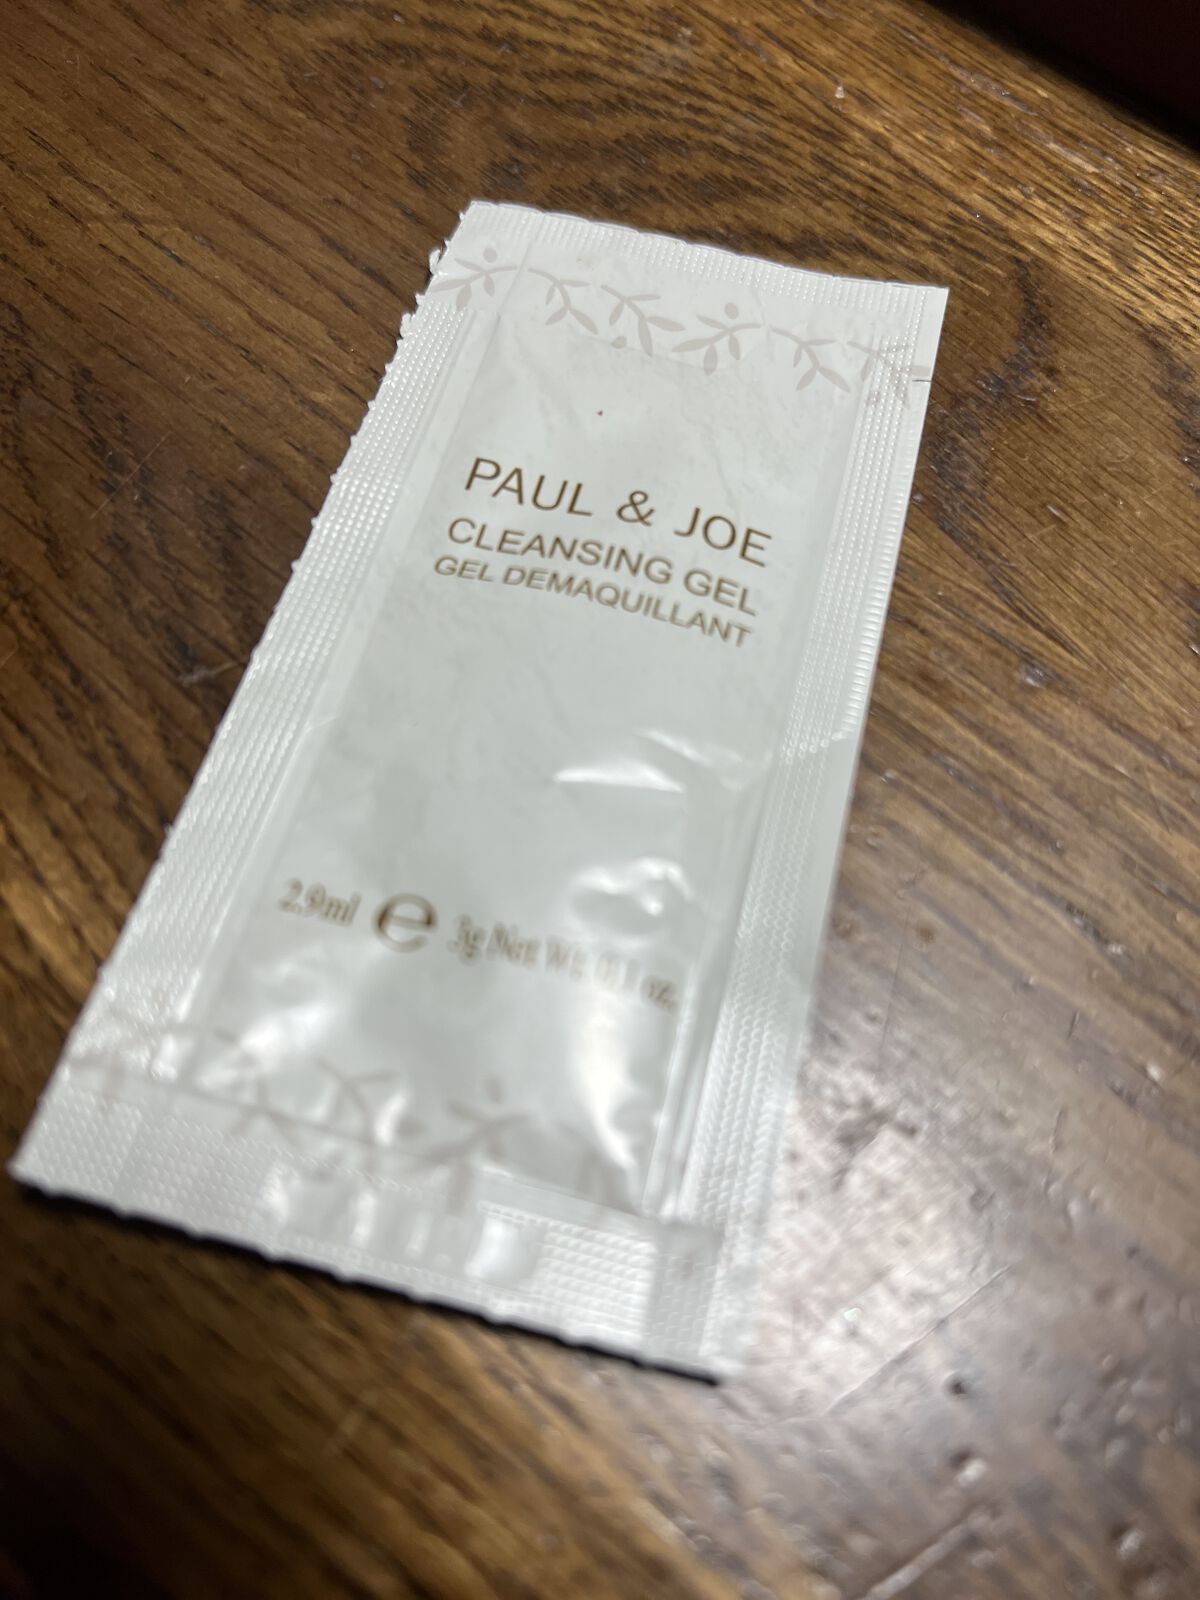 PAUL & JOE
CLEANSING GEL
GEL DEMAQUILLANT
2.9ml e 3g Net Wt. 0.1 oz.